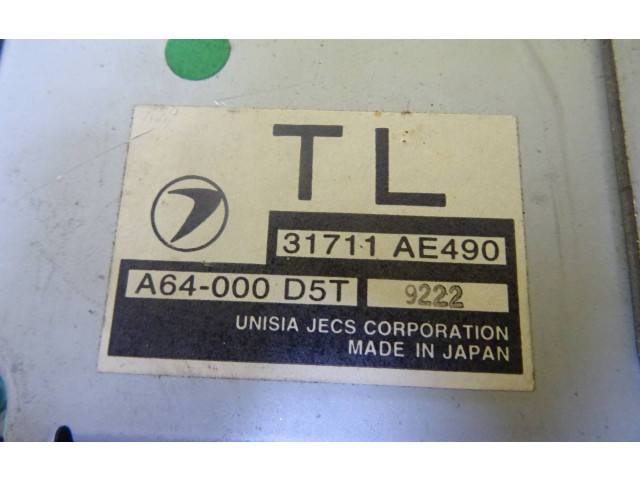 TL
31711 AE490
A64-000 D5T 9222
UNISIA JECS CORPORATION
MADE IN JAPAN